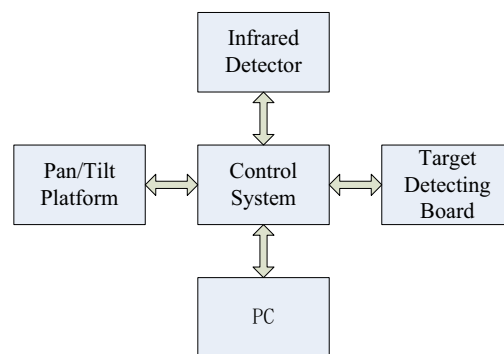 Infrared
Detector
Pan/Tilt
Platform
Control
System
Target
Detecting
Board
PC